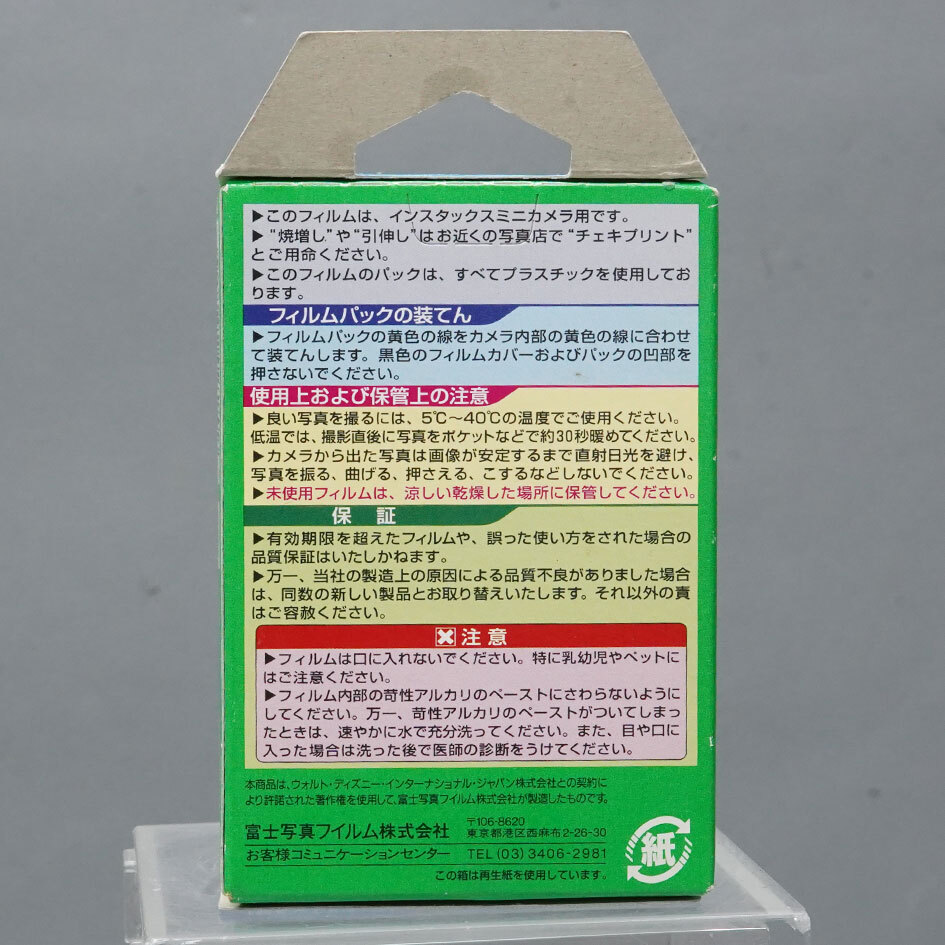 ▶このフィルムは、インスタックスミニカメラ用です。
▶“焼増し”や“引伸し”はお近くの写真店で“チェキプリント”
とご用命ください。
▶このフィルムのパックは、すべてプラスチックを使用してお
ります。
フィルムパックの装てん
▶フィルムパックの黄色の線をカメラ内部の黄色の線に合わせ
て装てんします。黒色のフィルムカバーおよびパックの凹部を
押さないでください。
使用上および保管上の注意
▶良い写真を撮るには、5℃～40℃の温度でご使用ください。
低温では、撮影直後に写真をポケットなどで約30秒暖めてください。
▶カメラから出た写真は画像が安定するまで直射日光を避け、
写真を振る、曲げる、押さえる、こするなどしないでください。
▶未使用フィルムは、涼しい乾燥した場所に保管してください。
保 証
▶有効期限を超えたフィルムや、誤った使い方をされた場合の
品質保証はいたしかねます。
▶万一、当社の製造上の原因による品質不良がありました場合
は、同数の新しい製品とお取り替えいたします。それ以外の責
はご容赦ください。
注意
▶フィルムは口に入れないでください。特に乳幼児やペットに
はご注意ください。
▶フィルム内部の苛性アルカリのペーストにさわらないように
してください。万一、苛性アルカリのペーストがついてしまっ
たときは、速やかに水で充分洗ってください。また、目や口に
入った場合は洗った後で医師の診断をうけてください。
本商品は、ウォルト・ディズニー・インターナショナル・ジャパン株式会社との契約に
より許諾された著作権を使用して、富士写真フイルム株式会社が製造したものです。
富士写真フイルム株式会社 〒106-8620
東京都港区西麻布2-26-30
お客様コミュニケーションセンター TEL(03)3406-2981
この箱は再生紙を使用しています。
紙